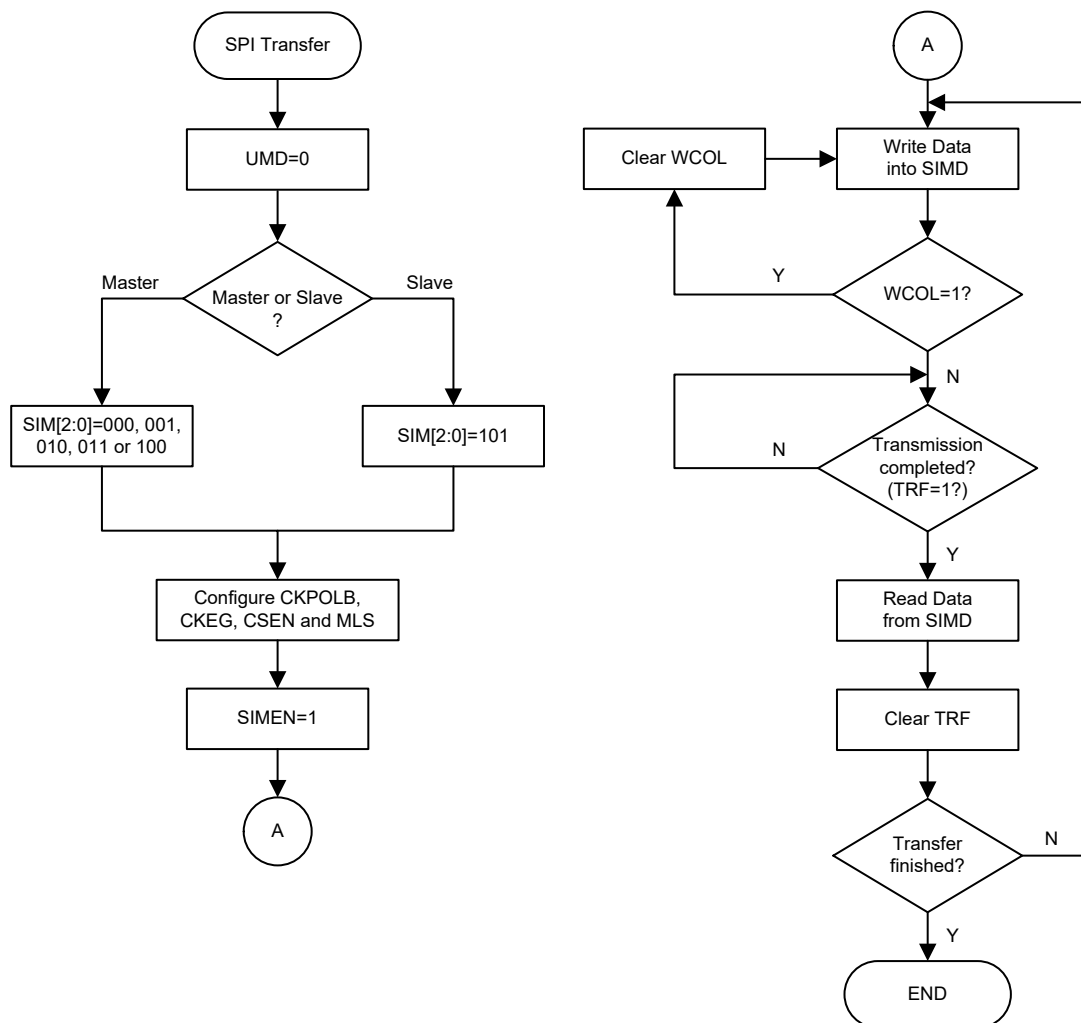 SPI Transfer
UMD=0
Master
Master or Slave
?
Slave
SIM[2:0]=000, 001,
010, 011 or 100
SIM[2:0]=101
Configure CKPOLB,
CKEG, CSEN and MLS
SIMEN=1
A
A
Clear WCOL
Write Data
into SIMD
Y
WCOL=1?
N
N
Transmission
completed?
(TRF=1?)
Y
Read Data
from SIMD
Clear TRF
Transfer
finished?
N
Y
END